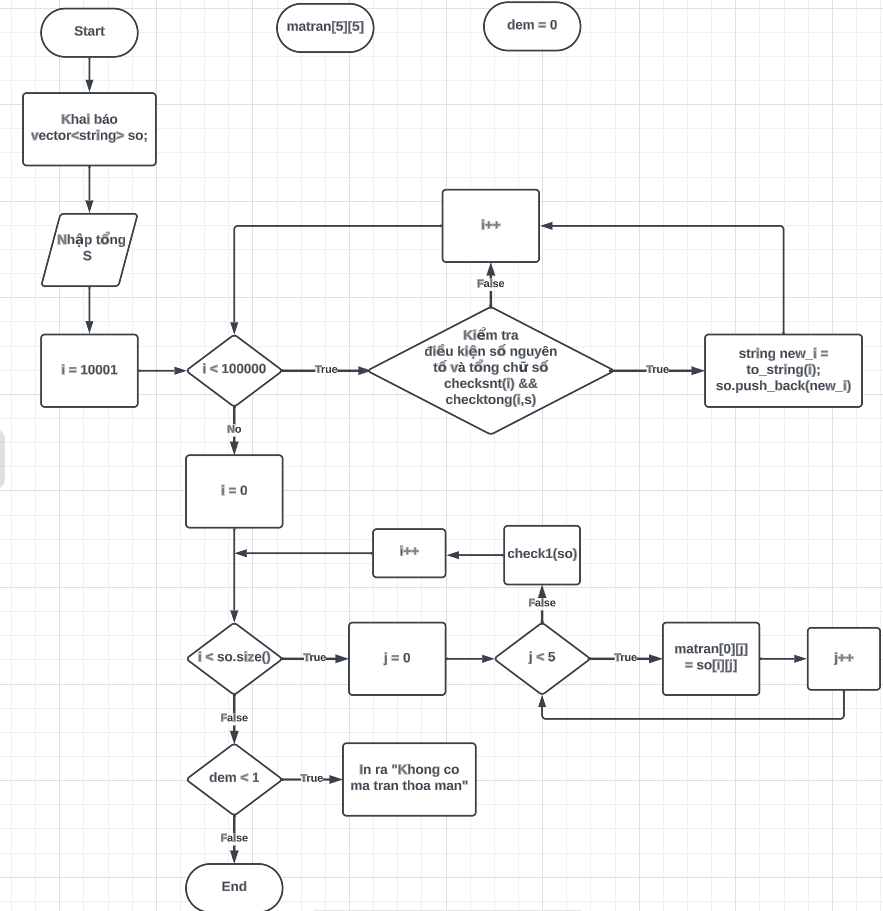 Start
matran[5][5]
dem = 0
Khai báo
vector<string> so;
Nhập tổng
S
i = 10001
i < 100000
True
Kiểm tra
điều kiện số nguyên
tố và tổng chữ số
checksnt(i) &&
checktong(i,s)
False
i++
True
string new_i =
to_string(i);
so.push_back(new_i)
No
i = 0
i++
check1(so)
False
i < so.size()
True
j = 0
j < 5
True
matran[0][j]
= so[i][j]
j++
False
dem < 1
True
In ra "Khong co
ma tran thoa man"
False
End